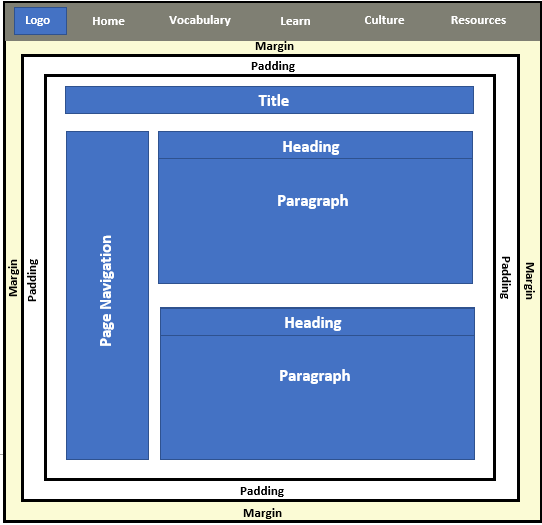 Logo Home Vocabulary Learn Culture Resources
Margin
Padding
Title
Heading
Paragraph
Page Navigation
Margin
Padding
Padding
Margin
Heading
Paragraph
Padding
Margin